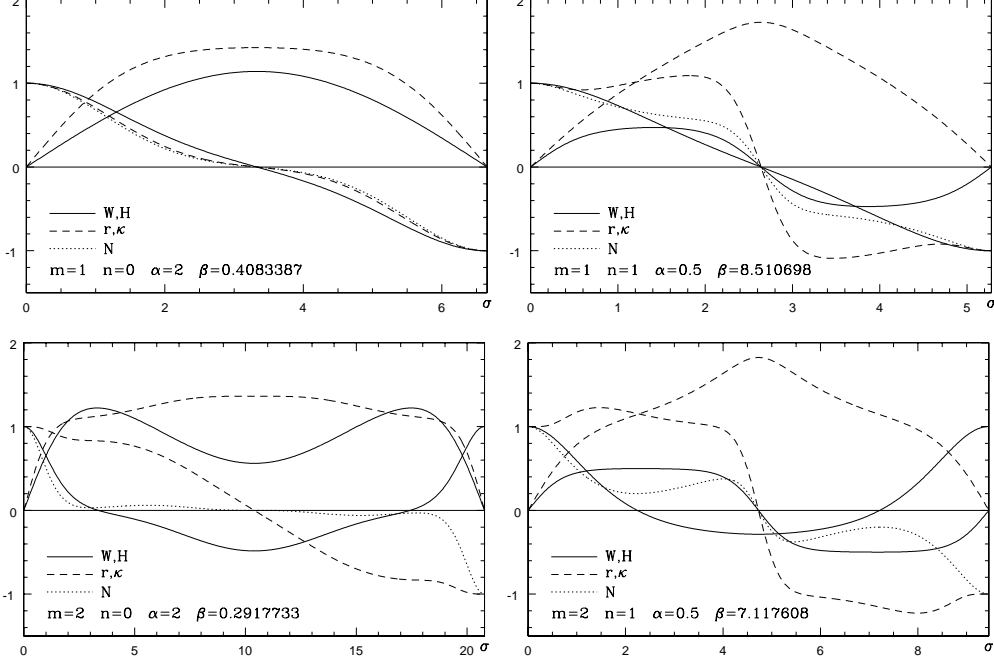 2
1
0
-1
W,H
r,κ
N
m=1 n=0 α=2 β=0.4083387
0 2 4 6 σ
2
1
0
-1
W,H
r,κ
N
m=1 n=1 α=0.5 β=8.510698
0 1 2 3 4 5 σ
2
1
0
-1
W,H
r,κ
N
m=2 n=0 α=2 β=0.2917733
0 5 10 15 20 σ
2
1
0
-1
W,H
r,κ
N
m=2 n=1 α=0.5 β=7.117608
0 2 4 6 8 σ